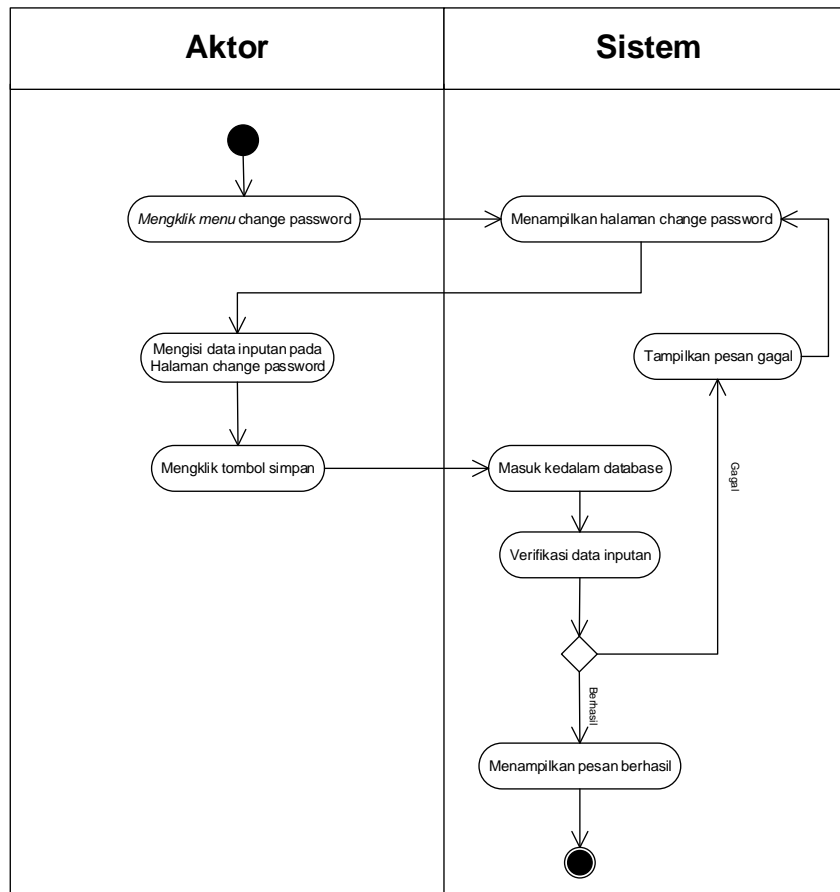 Aktor
Sistem
Mengklik menu change password
Menampilkan halaman change password
Mengisi data inputan pada
Halaman change password
Tampilkan pesan gagal
Mengklik tombol simpan
Masuk kedalam database
Gagal
Verifikasi data inputan
Berhasil
Menampilkan pesan berhasil